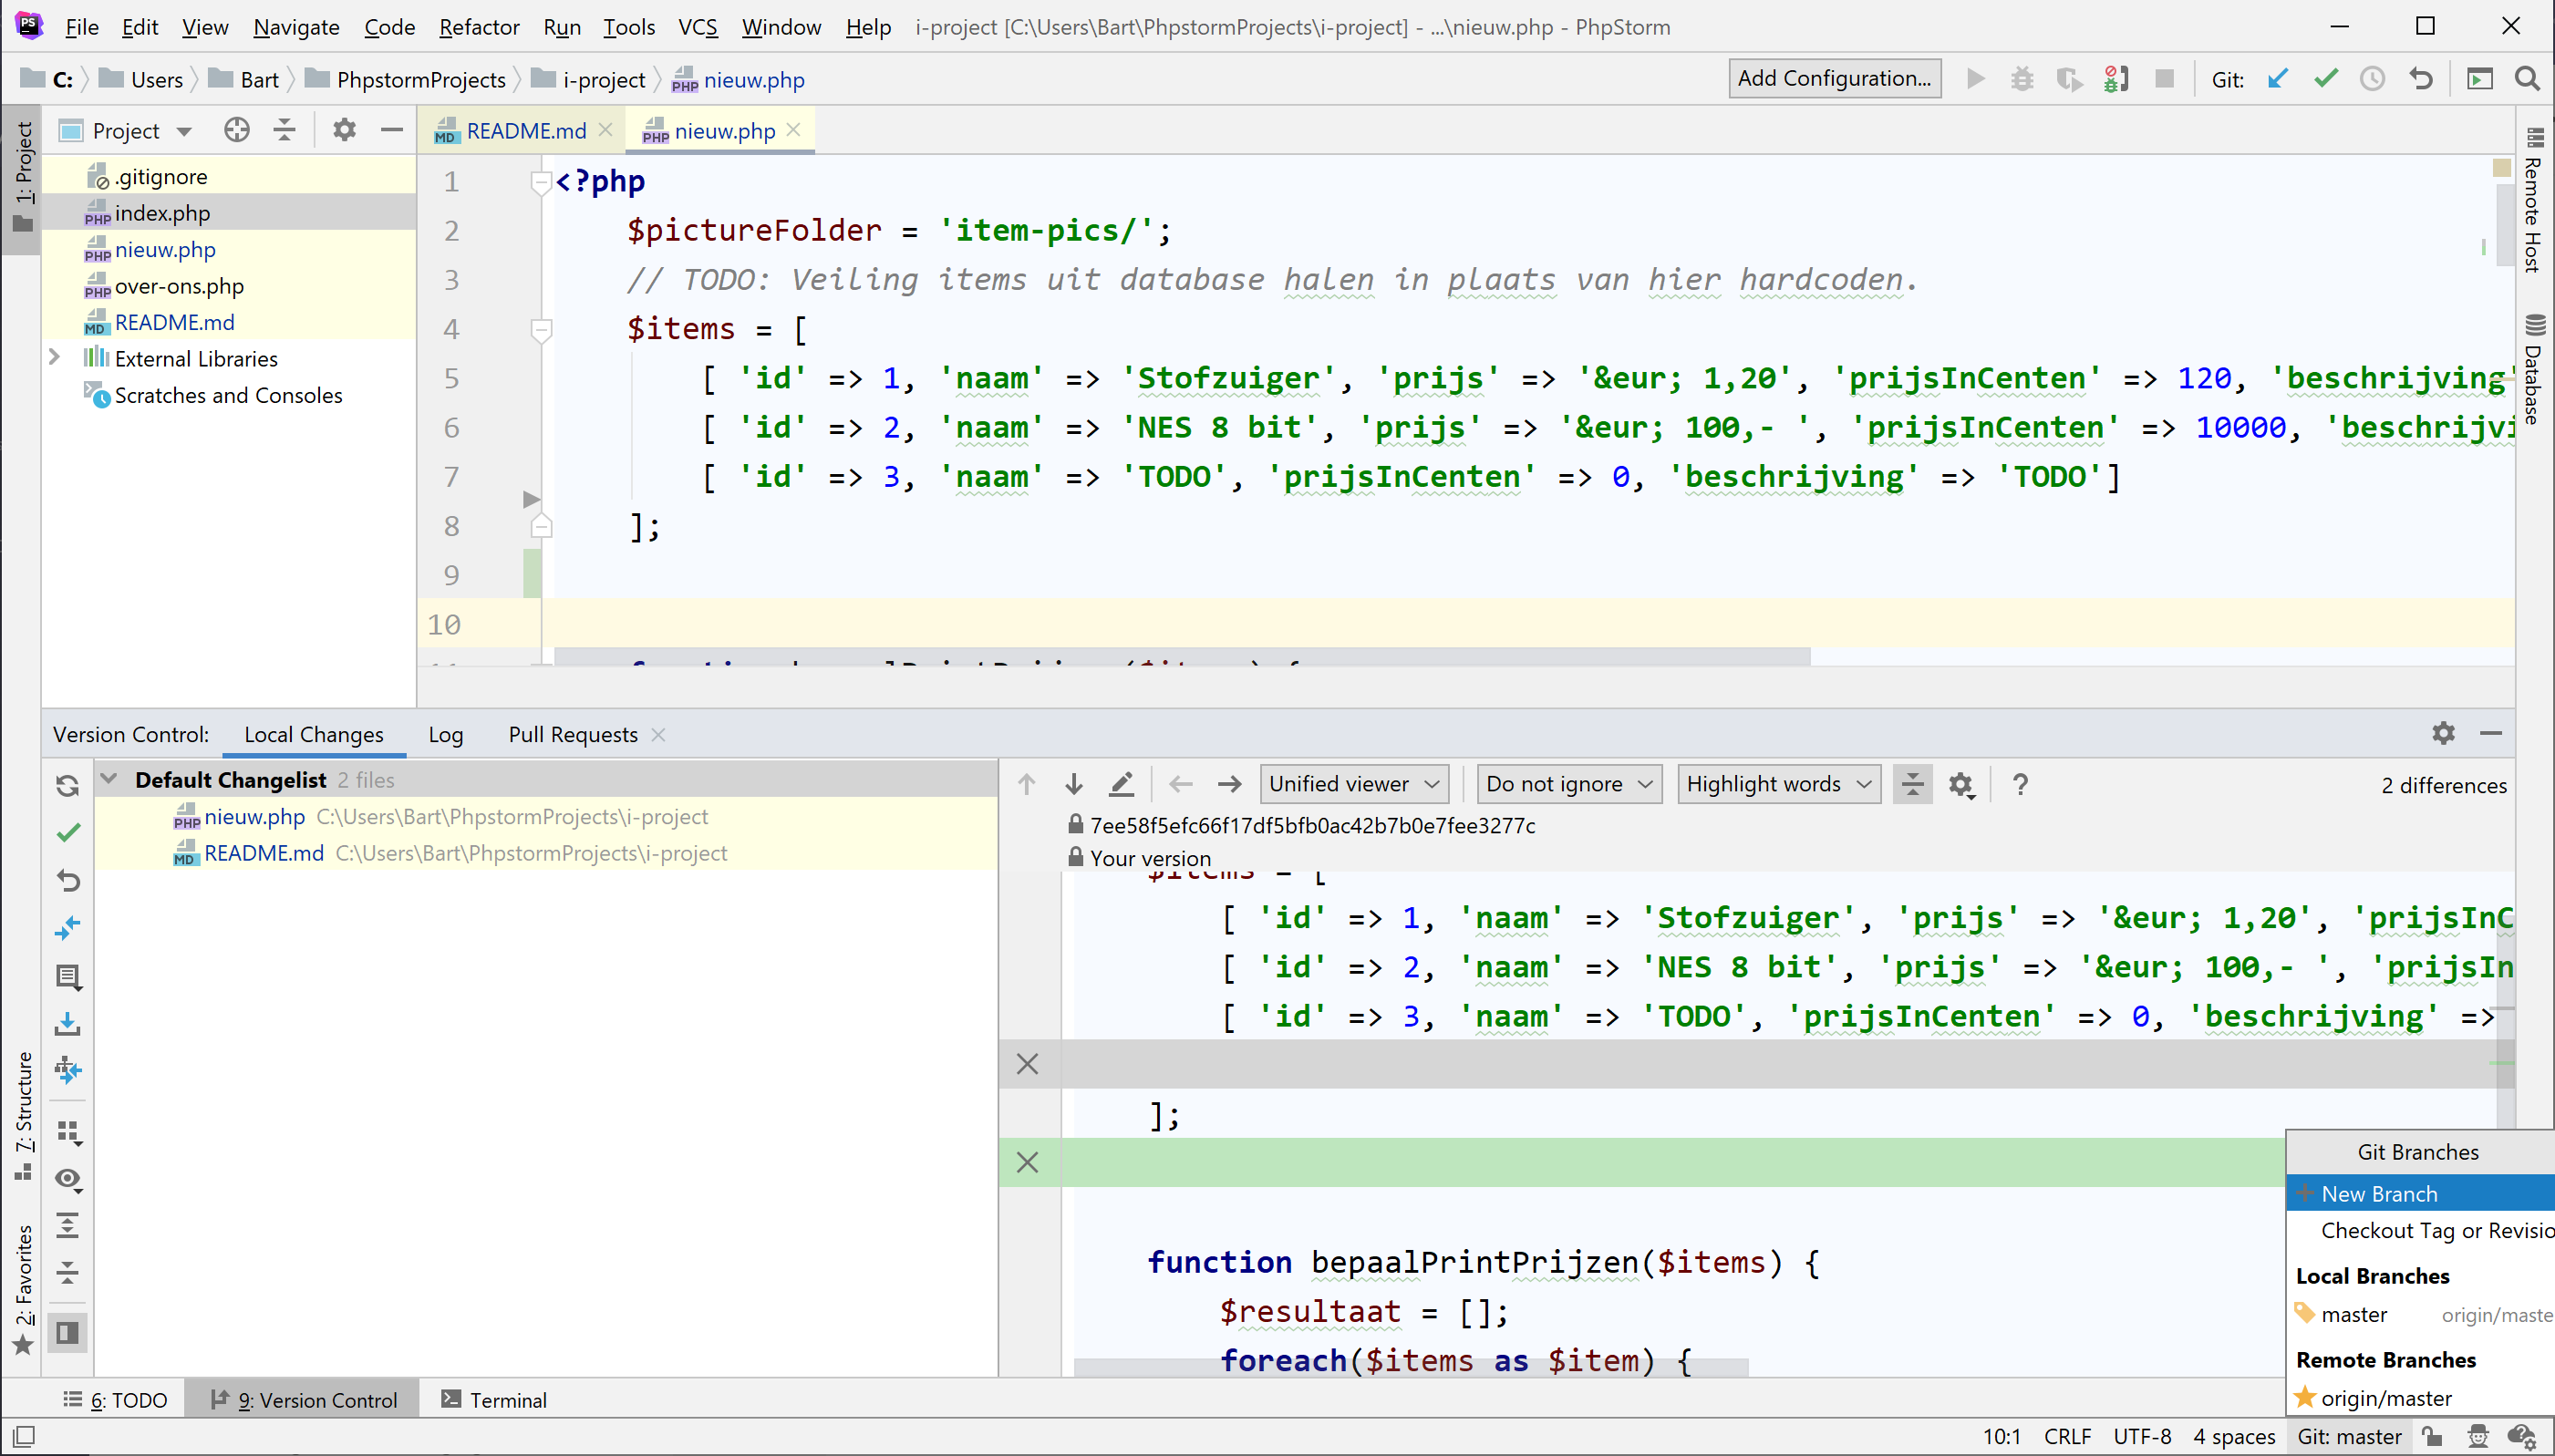 File Edit View Navigate Code Refactor Run Tools VCS Window Help i-project [C:\Users\Bart\PhpstormProjects\i-project] - ...\nieuw.php - PhpStorm
C: Users Bart PhpstormProjects i-project nieuw.php Add Configuration... Git:
1: Project
Project
README.md nieuw.php
.gitignore
index.php
nieuw.php
over-ons.php
README.md
External Libraries
Scratches and Consoles
1 <?php
2 $pictureFolder = 'item-pics/';
3 // TODO: Veiling items uit database halen in plaats van hier hardcoden.
4 $items = [
5 [ 'id' => 1, 'naam' => 'Stofzuiger', 'prijs' => '&eur; 1,20', 'prijsInCenten' => 120, 'beschrijving'
6 [ 'id' => 2, 'naam' => 'NES 8 bit', 'prijs' => '&eur; 100,- ', 'prijsInCenten' => 10000, 'beschrijvi
7 [ 'id' => 3, 'naam' => 'TODO', 'prijsInCenten' => 0, 'beschrijving' => 'TODO']
8 ];
9
10
Remote Host
Database
Version Control: Local Changes Log Pull Requests
Default Changelist 2 files
nieuw.php C:\Users\Bart\PhpstormProjects\i-project
README.md C:\Users\Bart\PhpstormProjects\i-project
Unified viewer Do not ignore Highlight words ? 2 differences
7ee58f5efc66f17df5bfb0ac42b7b0e7fee3277c
Your version
$items = [
[ 'id' => 1, 'naam' => 'Stofzuiger', 'prijs' => '&eur; 1,20', 'prijsInC
[ 'id' => 2, 'naam' => 'NES 8 bit', 'prijs' => '&eur; 100,- ', 'prijsIn
[ 'id' => 3, 'naam' => 'TODO', 'prijsInCenten' => 0, 'beschrijving' =>
];
function bepaalPrintPrijzen($items) {
$resultaat = [];
foreach($items as $item) {
7: Structure
2: Favorites
Git Branches
New Branch
Checkout Tag or Revisio
Local Branches
master origin/maste
Remote Branches
origin/master
6: TODO 9: Version Control Terminal
10:1 CRLF UTF-8 4 spaces Git: master